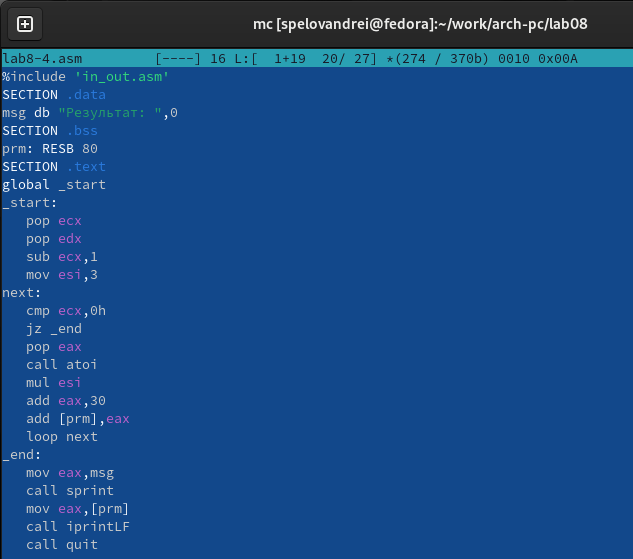 mc [spelovandrei@fedora]:~/work/arch-pc/lab08
lab8-4.asm [----] 16 L:[ 1+19 20/ 27] *(274 / 370b) 0010 0x00A
%include 'in_out.asm'
SECTION .data
msg db "Результат: ",0
SECTION .bss
prm: RESB 80
SECTION .text
global _start
_start:
pop ecx
pop edx
sub ecx,1
mov esi,3
next:
cmp ecx,0h
jz _end
pop eax
call atoi
mul esi
add eax,30
add [prm],eax
loop next
_end:
mov eax,msg
call sprint
mov eax,[prm]
call iprintLF
call quit